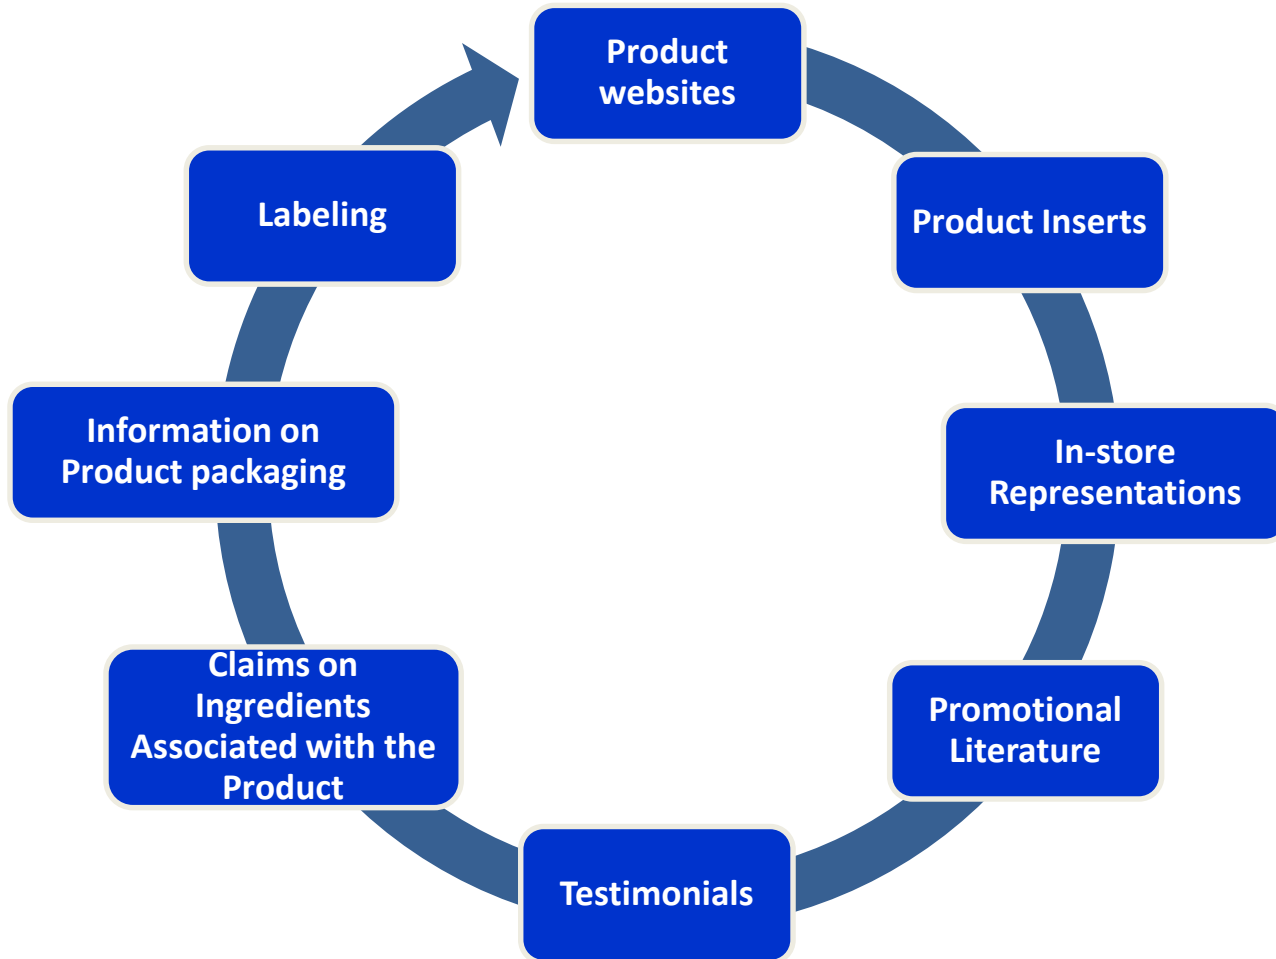 Product
websites
Product Inserts
In-store
Representations
Promotional
Literature
Testimonials
Claims on
Ingredients
Associated with the
Product
Information on
Product packaging
Labeling